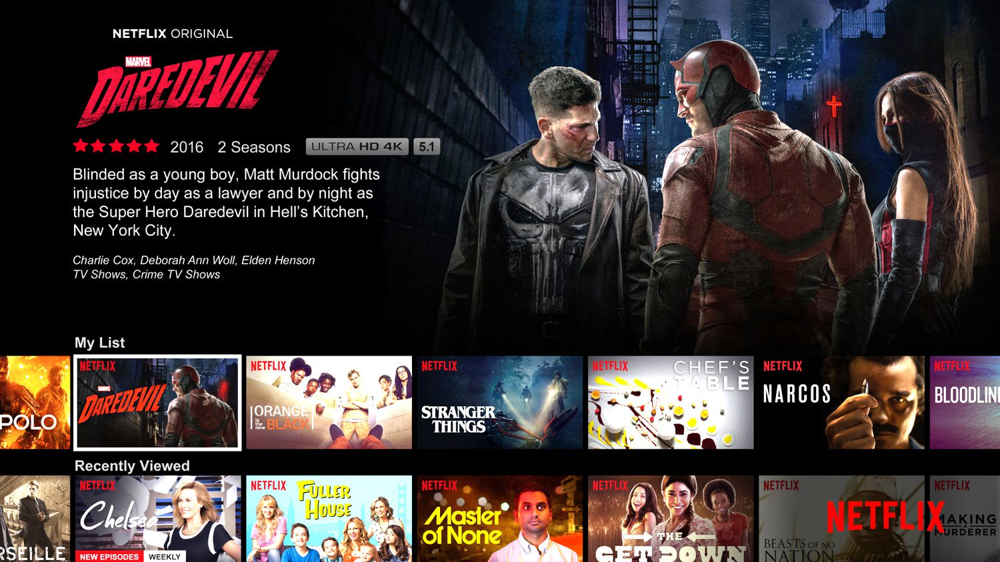 NETFLIX ORIGINAL
MARVEL
DAREDEVIL
2016 2 Seasons ULTRA HD 4K 5.1
Blinded as a young boy, Matt Murdock fights
injustice by day as a lawyer and by night as
the Super Hero Daredevil in Hell's Kitchen,
New York City.
Charlie Cox, Deborah Ann Woll, Elden Henson
TV Shows, Crime TV Shows
My List
POLO
NETFLIX
MARVEL
DAREDEVIL
NETFLIX
ORANGE
is the new BLACK
NETFLIX
STRANGER
THINGS
NETFLIX
CHEF'S
TABLE
NETFLIX
NARCOS
NETFLIX
BLOODLIN
Recently Viewed
RSEILLE
NETFLIX
Chelsea
NEW EPISODES WEEKLY
NETFLIX
FULLER
HOUSE
NETFLIX
Master
of None
NETFLIX
THE
GET DOWN
NETFLIX
BEASTS OF NO
NATION
NETFLIX
MAKING
A
MURDERER
NETFLIX